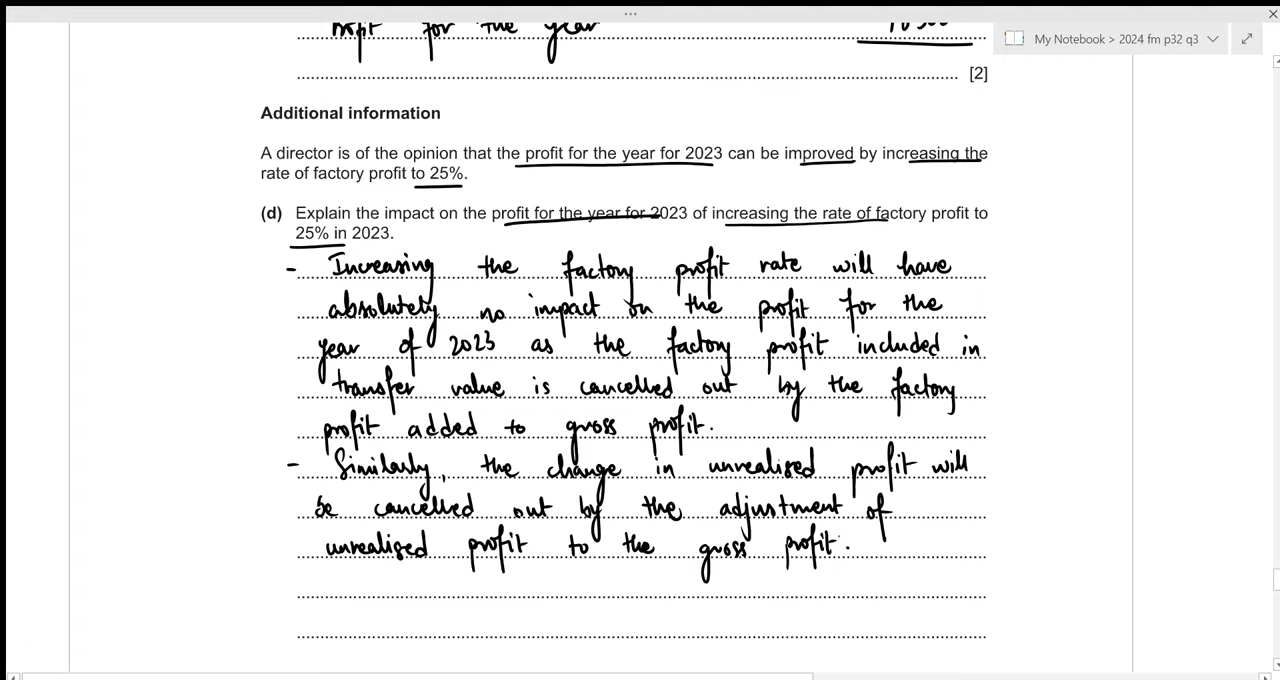 profit for the year
[2]
My Notebook > 2024 fm p32 q3
Additional information
A director is of the opinion that the profit for the year for 2023 can be improved by increasing the
rate of factory profit to 25%.
(d) Explain the impact on the profit for the year for 2023 of increasing the rate of factory profit to
25% in 2023.
- Increasing the factory profit rate will have
absolutely no impact on the profit for the
year of 2023 as the factory profit included in
transfer value is cancelled out by the factory
profit added to gross profit.
- Similarly, the change in unrealised profit will
be cancelled out by the adjustment of
unrealised profit to the gross profit.